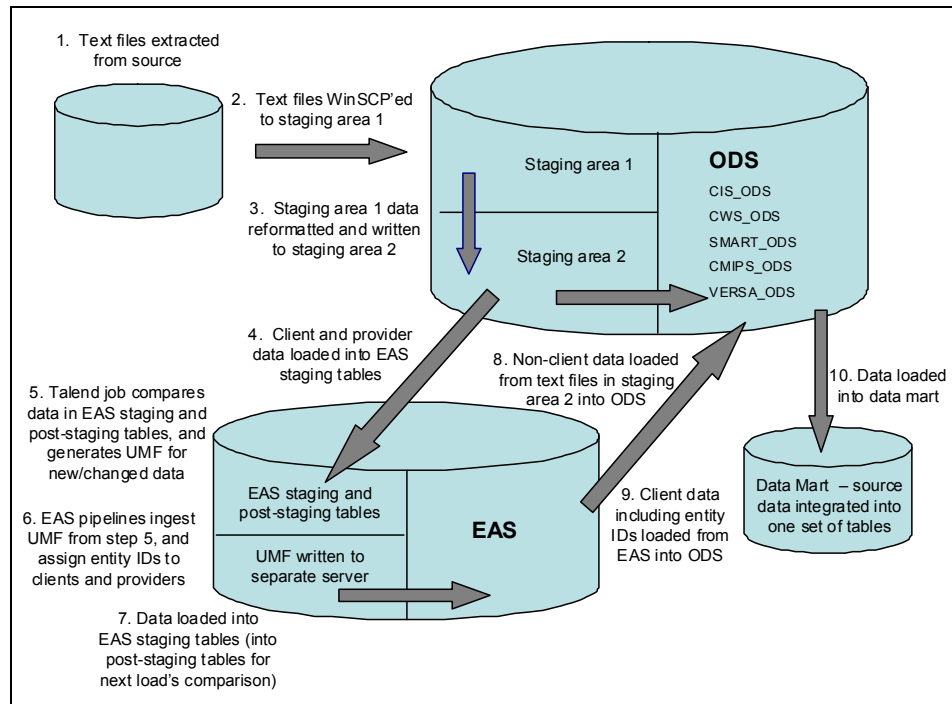 1. Text files extracted
from source
2. Text files WinSCP'ed
to staging area 1
3. Staging area 1 data
reformatted and written
to staging area 2
Staging area 1
Staging area 2
ODS
CIS_ODS
CWS_ODS
SMART_ODS
CMIPS_ODS
VERSA_ODS
4. Client and provider
data loaded into EAS
staging tables
8. Non-client data loaded
from text files in staging
area 2 into ODS
10. Data loaded
into data mart
5. Talend job compares
data in EAS staging and
post-staging tables, and
generates UMF for
new/changed data
6. EAS pipelines ingest
UMF from step 5, and
assign entity IDs to
clients and providers
EAS staging and
post-staging tables
UMF written to
separate server
EAS
9. Client data
including entity
IDs loaded from
EAS into ODS
Data Mart – source
data integrated into
one set of tables
7. Data loaded into
EAS staging tables (into
post-staging tables for
next load's comparison)